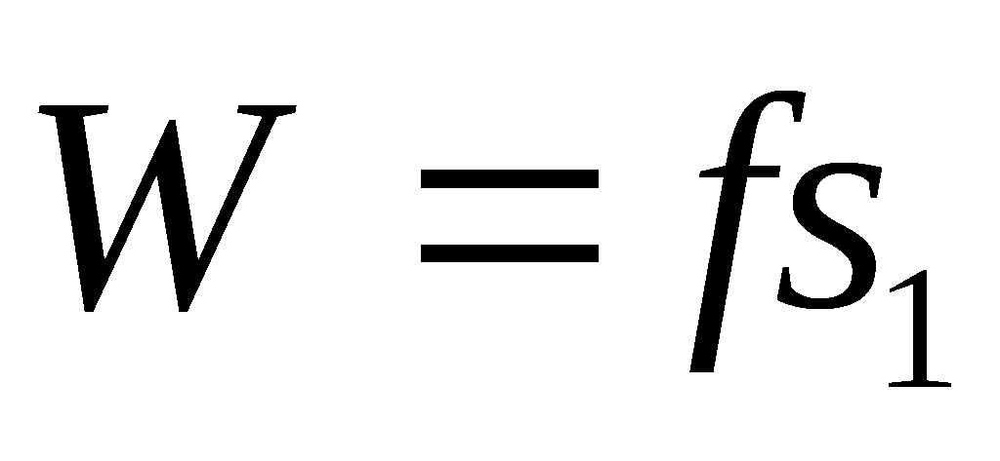 W = fs₁